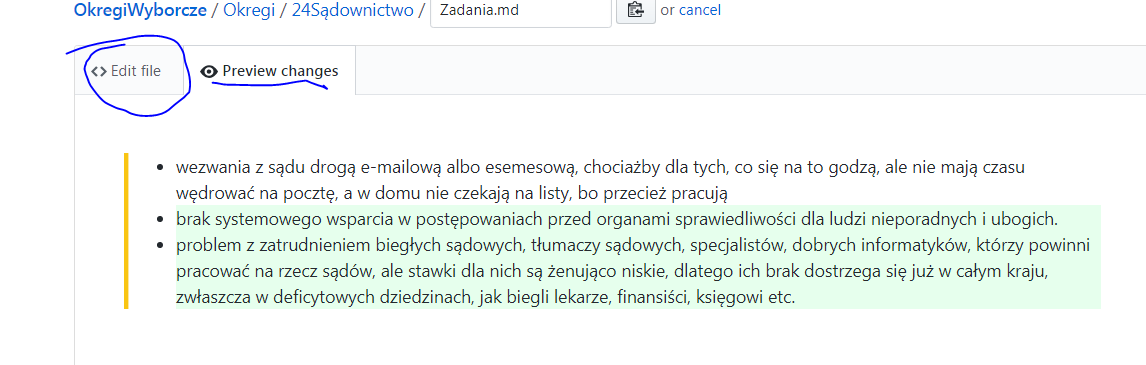 OkregiWyborcze / Okregi / 24Sądownictwo / Zadania.md or cancel
<> Edit file Preview changes
• wezwania z sądu drogą e-mailową albo esemesową, chociażby dla tych, co się na to godzą, ale nie mają czasu
wędrować na pocztę, a w domu nie czekają na listy, bo przecież pracują
• brak systemowego wsparcia w postępowaniach przed organami sprawiedliwości dla ludzi nieporadnych i ubogich.
• problem z zatrudnieniem biegłych sądowych, tłumaczy sądowych, specjalistów, dobrych informatyków, którzy powinni
pracować na rzecz sądów, ale stawki dla nich są żenująco niskie, dlatego ich brak dostrzega się już w całym kraju,
zwłaszcza w deficytowych dziedzinach, jak biegli lekarze, finansiści, księgowi etc.